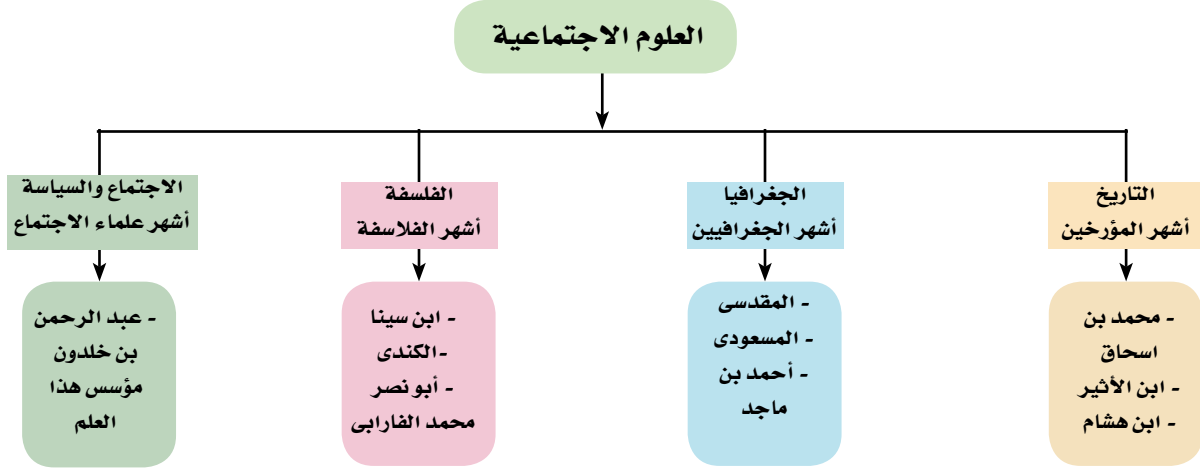 العلوم الاجتماعية
التاريخ
أشهر المؤرخين
- محمد بن
اسحاق
- ابن الأثير
- ابن هشام
الجغرافيا
أشهر الجغرافيين
- المقدسى
- المسعودى
- أحمد بن
ماجد
الفلسفة
أشهر الفلاسفة
- ابن سينا
-الكندى
- أبو نصر
محمد الفارابى
الاجتماع والسياسة
أشهر علماء الاجتماع
- عبد الرحمن
بن خلدون
مؤسس هذا
العلم